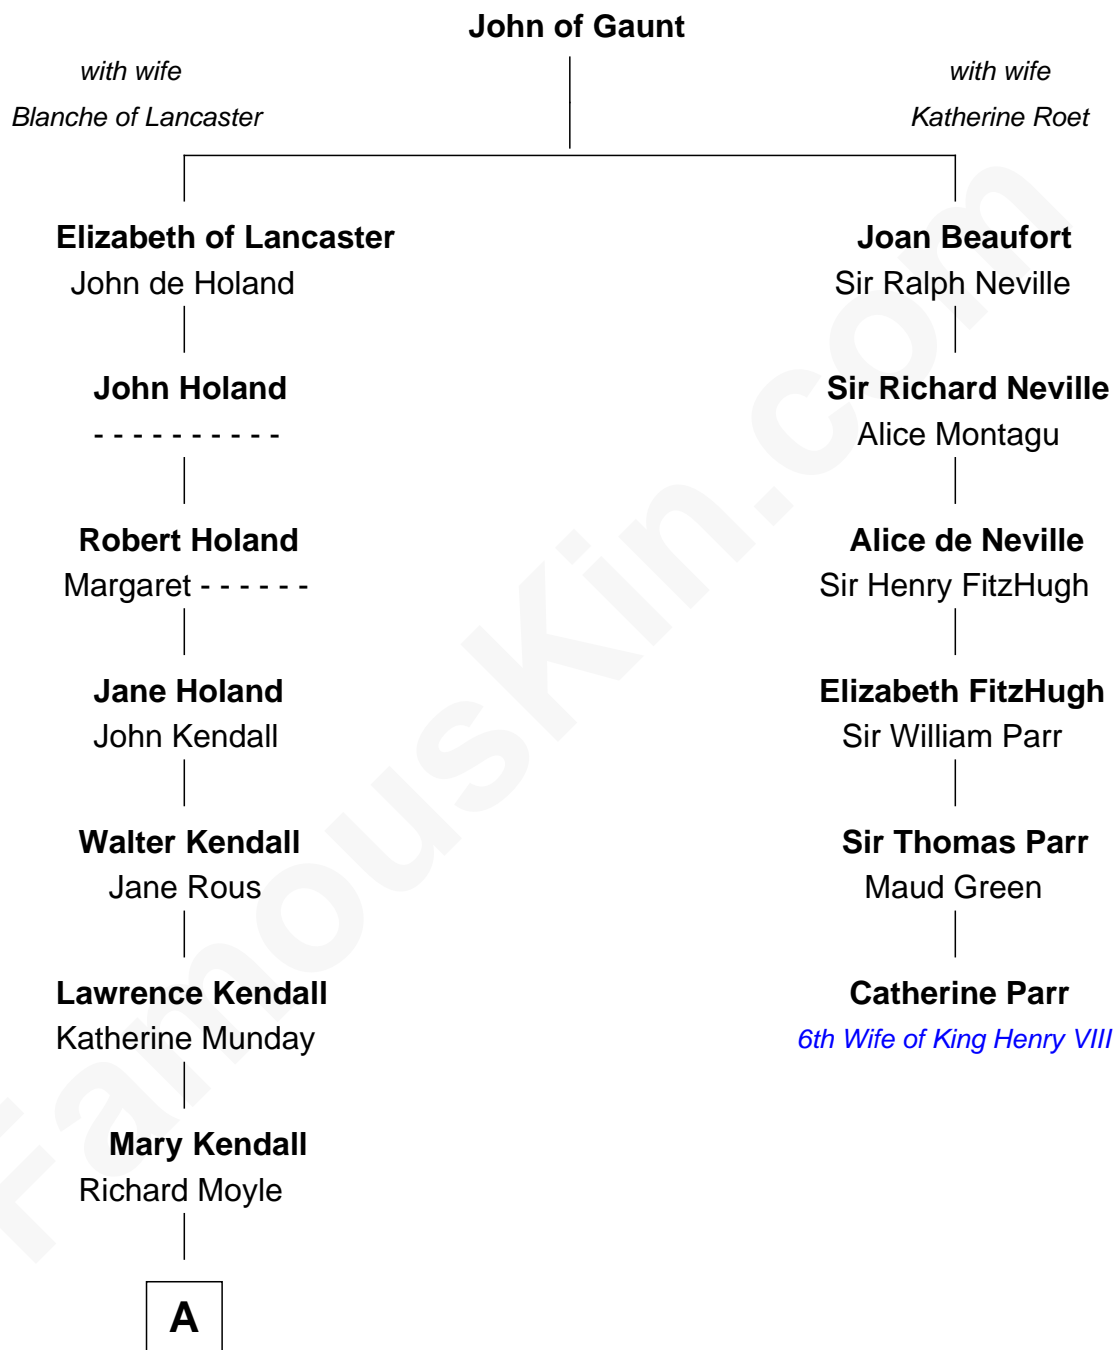 John of Gaunt
with wife
Blanche of Lancaster
with wife
Katherine Roet
Elizabeth of Lancaster
John de Holand
Joan Beaufort
Sir Ralph Neville
John Holand
- - - - - - - - - -
Sir Richard Neville
Alice Montagu
Robert Holand
Margaret - - - - - -
Alice de Neville
Sir Henry FitzHugh
Jane Holand
John Kendall
Elizabeth FitzHugh
Sir William Parr
Walter Kendall
Jane Rous
Sir Thomas Parr
Maud Green
Lawrence Kendall
Katherine Munday
Catherine Parr
6th Wife of King Henry VIII
Mary Kendall
Richard Moyle
A
FamousKin.com